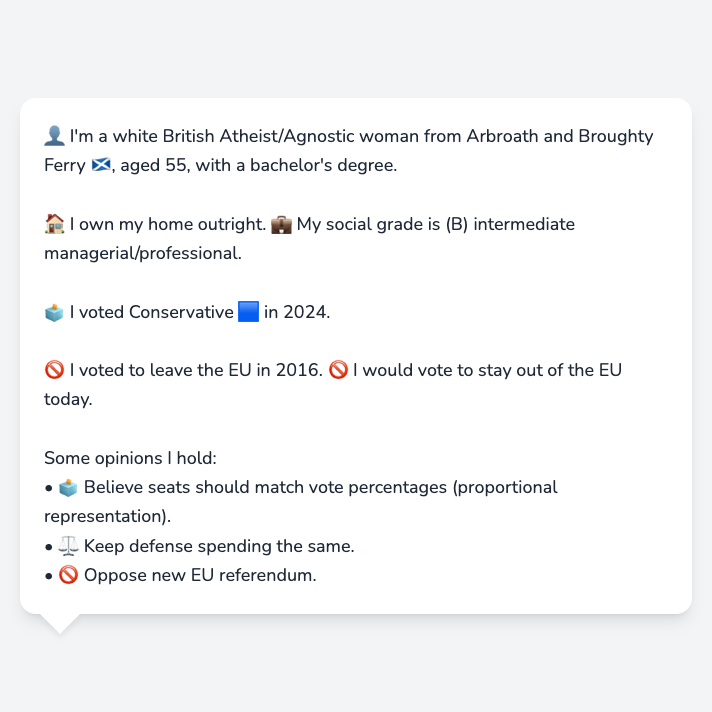 👤 I'm a white British Atheist/Agnostic woman from Arbroath and Broughty
Ferry 🏴󠁧󠁢󠁳󠁣󠁴󠁿, aged 55, with a bachelor's degree.
🏠 I own my home outright. 💼 My social grade is (B) intermediate
managerial/professional.
🗳️ I voted Conservative 🟦 in 2024.
🚫 I voted to leave the EU in 2016. 🚫 I would vote to stay out of the EU
today.
Some opinions I hold:
• 🗳️ Believe seats should match vote percentages (proportional
representation).
• ⚖️ Keep defense spending the same.
• 🚫 Oppose new EU referendum.